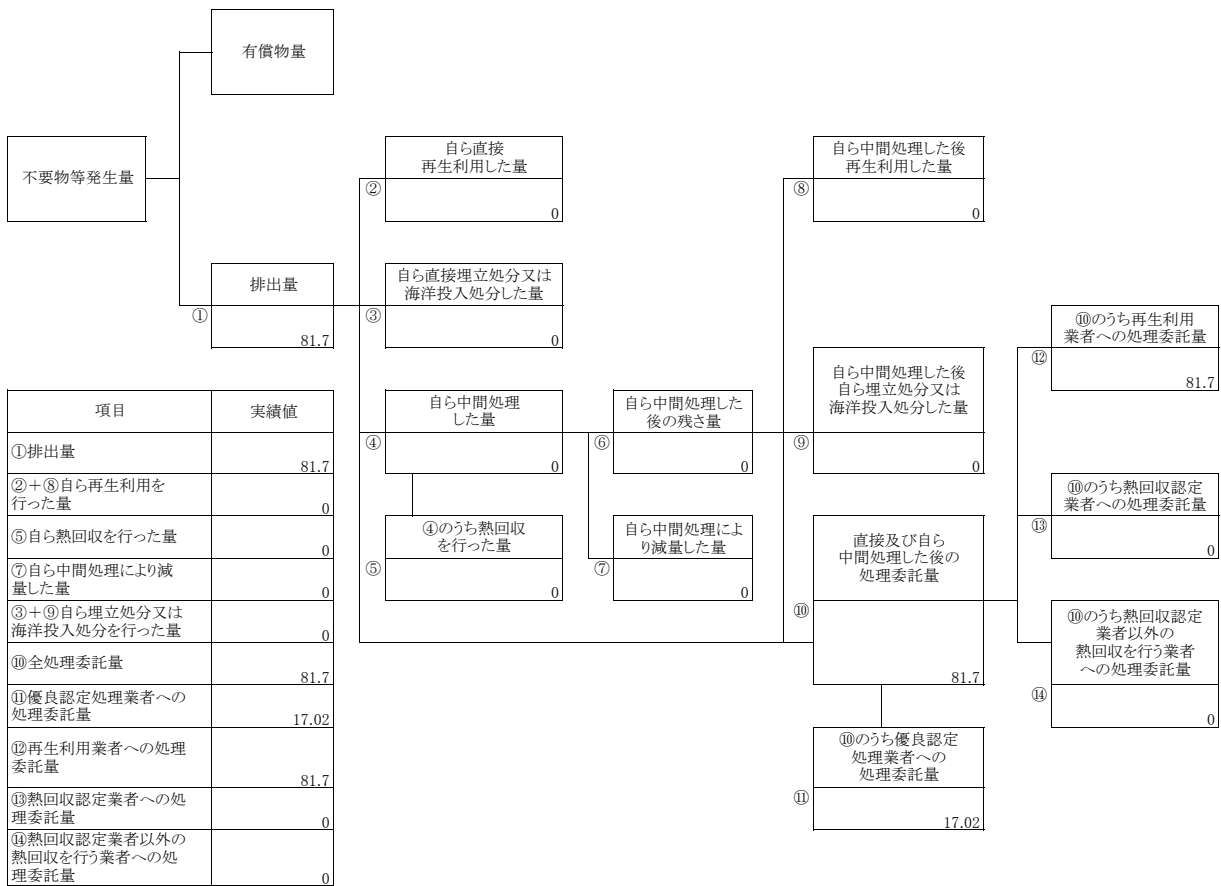 有償物量
不要物等発生量
排出量
①
81.7
自ら直接
再生利用した量
②
0
自ら直接埋立処分又は
海洋投入処分した量
③
0
自ら中間処理
した量
④
0
④のうち熱回収
を行った量
⑤
0
自ら中間処理した
後の残さ量
⑥
0
自ら中間処理によ
り減量した量
⑦
0
自ら中間処理した後
再生利用した量
⑧
0
自ら中間処理した後
自ら埋立処分又は
海洋投入処分した量
⑨
0
直接及び自ら
中間処理した後の
処理委託量
⑩
81.7
⑩のうち優良認定
処理業者への
処理委託量
⑪
17.02
⑩のうち再生利用
業者への処理委託量
⑫
81.7
⑩のうち熱回収認定
業者への処理委託量
⑬
0
⑩のうち熱回収認定
業者以外の
熱回収を行う業者
への処理委託量
⑭
0
項目 実績値
①排出量
81.7
②+⑧自ら再生利用を
行った量
0
⑤自ら熱回収を行った量
0
⑦自ら中間処理により減
量した量
0
③+⑨自ら埋立処分又は
海洋投入処分を行った量
0
⑩全処理委託量
81.7
⑪優良認定処理業者への
処理委託量
17.02
⑫再生利用業者への処理
委託量
81.7
⑬熱回収認定業者への処
理委託量
0
⑭熱回収認定業者以外の
熱回収を行う業者への処
理委託量
0